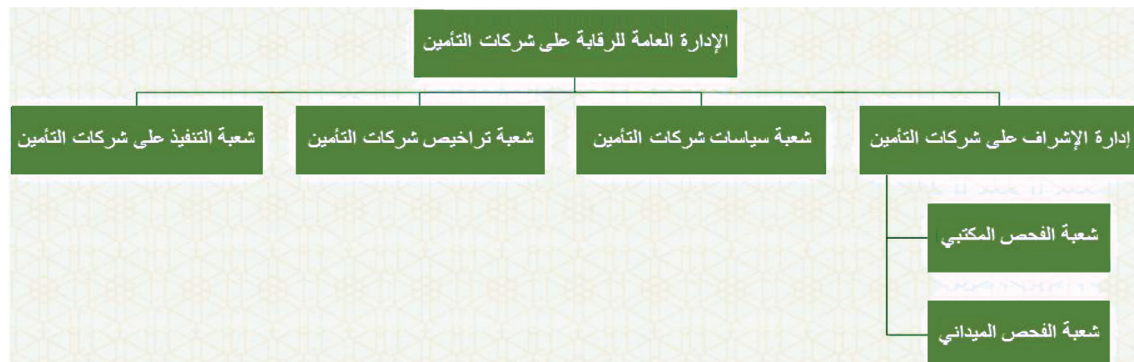 الإدارة العامة للرقابة على شركات التأمين
إدارة الإشراف على شركات التأمين
شعبة سياسات شركات التأمين
شعبة تراخيص شركات التأمين
شعبة التنفيذ على شركات التأمين
شعبة الفحص المكتبي
شعبة الفحص الميداني